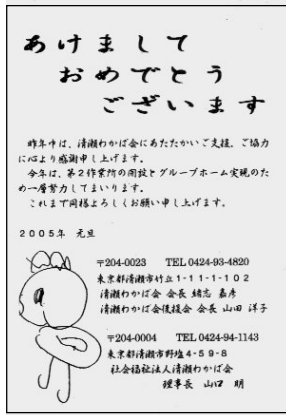 あけまして
おめでとう
ございます
昨年中は、清瀬わかば会にあたたかいご支援、ご協力
に心より感謝申し上げます。
今年は、第2作業所の開設とグループホーム実現のた
め一層努力してまいります。
これまで同様よろしくお願い申し上げます。
2005年 元旦
〒204-0023 TEL 0424-93-4820
東京都清瀬市竹丘1-11-1-102
清瀬わかば会 会長 緒志 嘉彦
清瀬わかば会後援会 会長 山田 洋子
〒204-0004 TEL 0424-94-1143
東京都清瀬市野塩4-59-8
社会福祉法人清瀬わかば会
理事長 山口 明